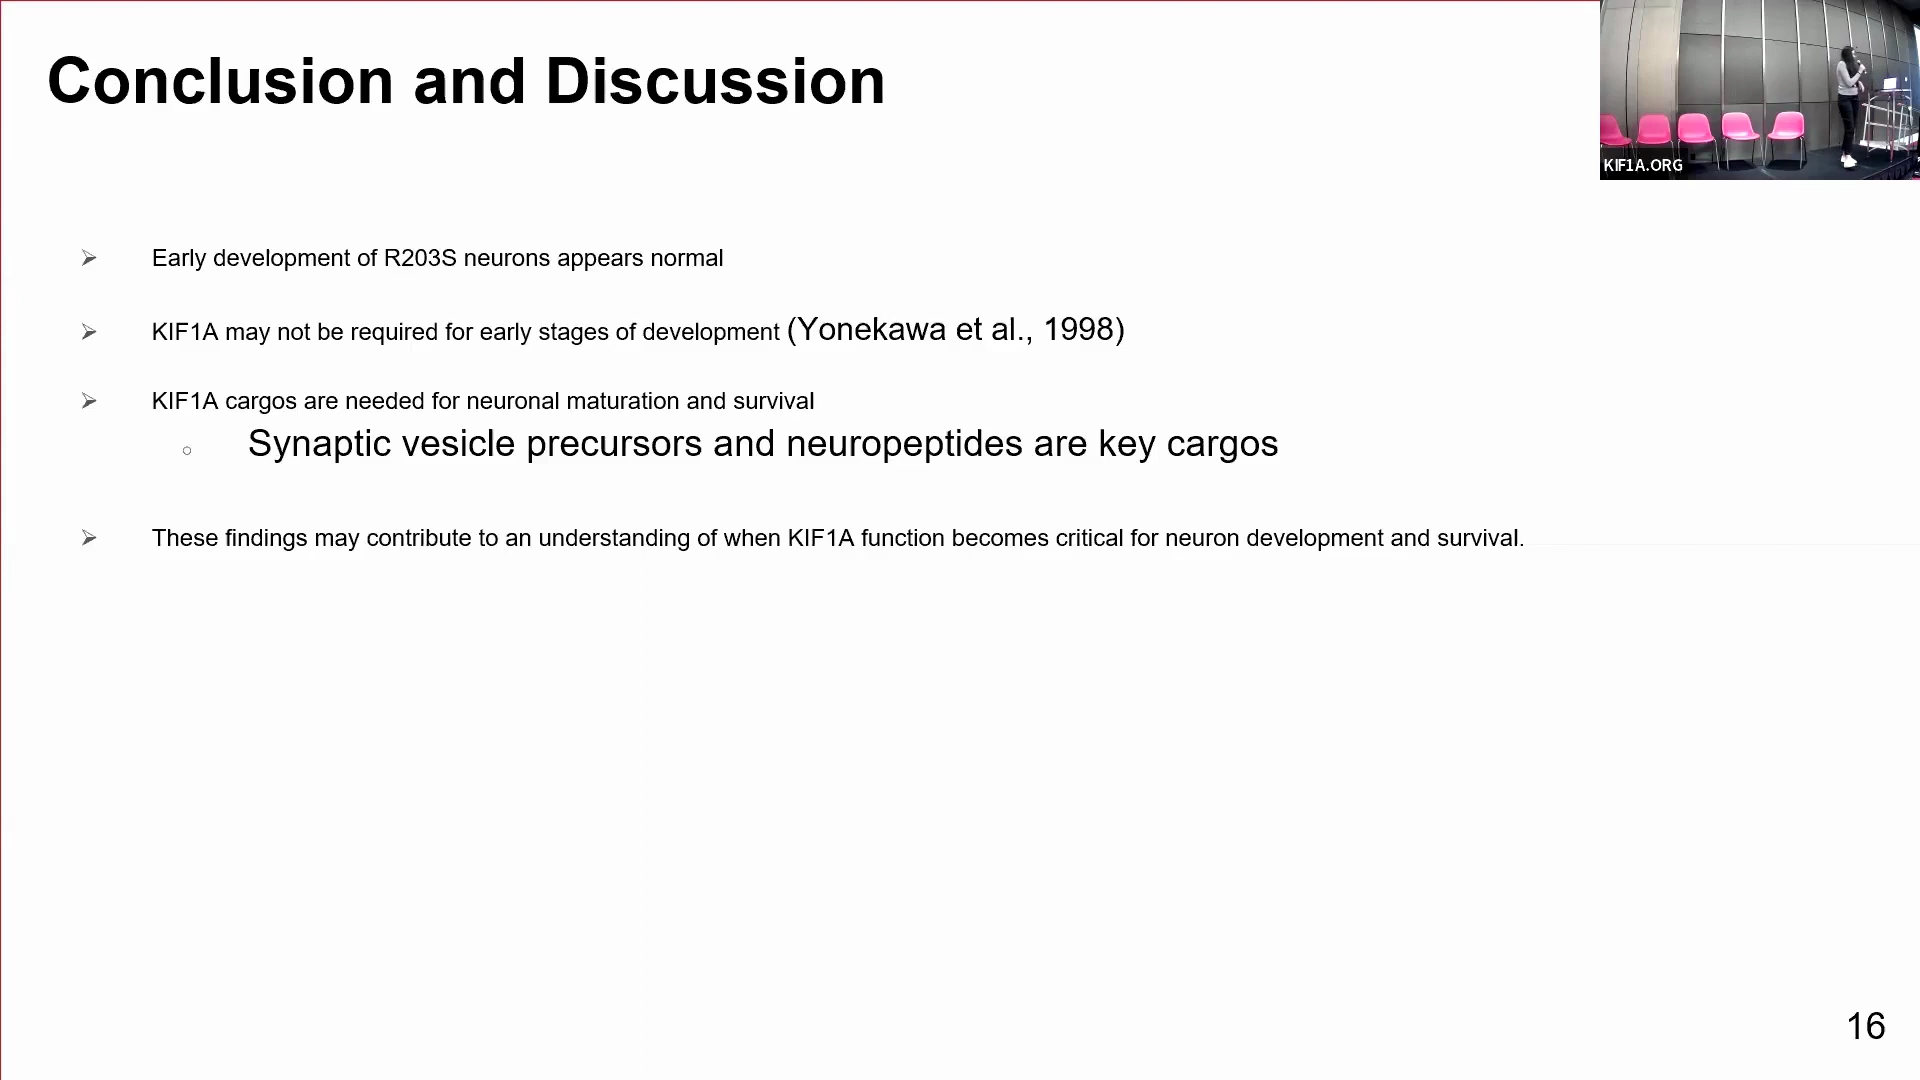 Conclusion and Discussion
KIF1A.ORG
Early development of R203S neurons appears normal
KIF1A may not be required for early stages of development (Yonekawa et al., 1998)
KIF1A cargos are needed for neuronal maturation and survival
Synaptic vesicle precursors and neuropeptides are key cargos
These findings may contribute to an understanding of when KIF1A function becomes critical for neuron development and survival.
16